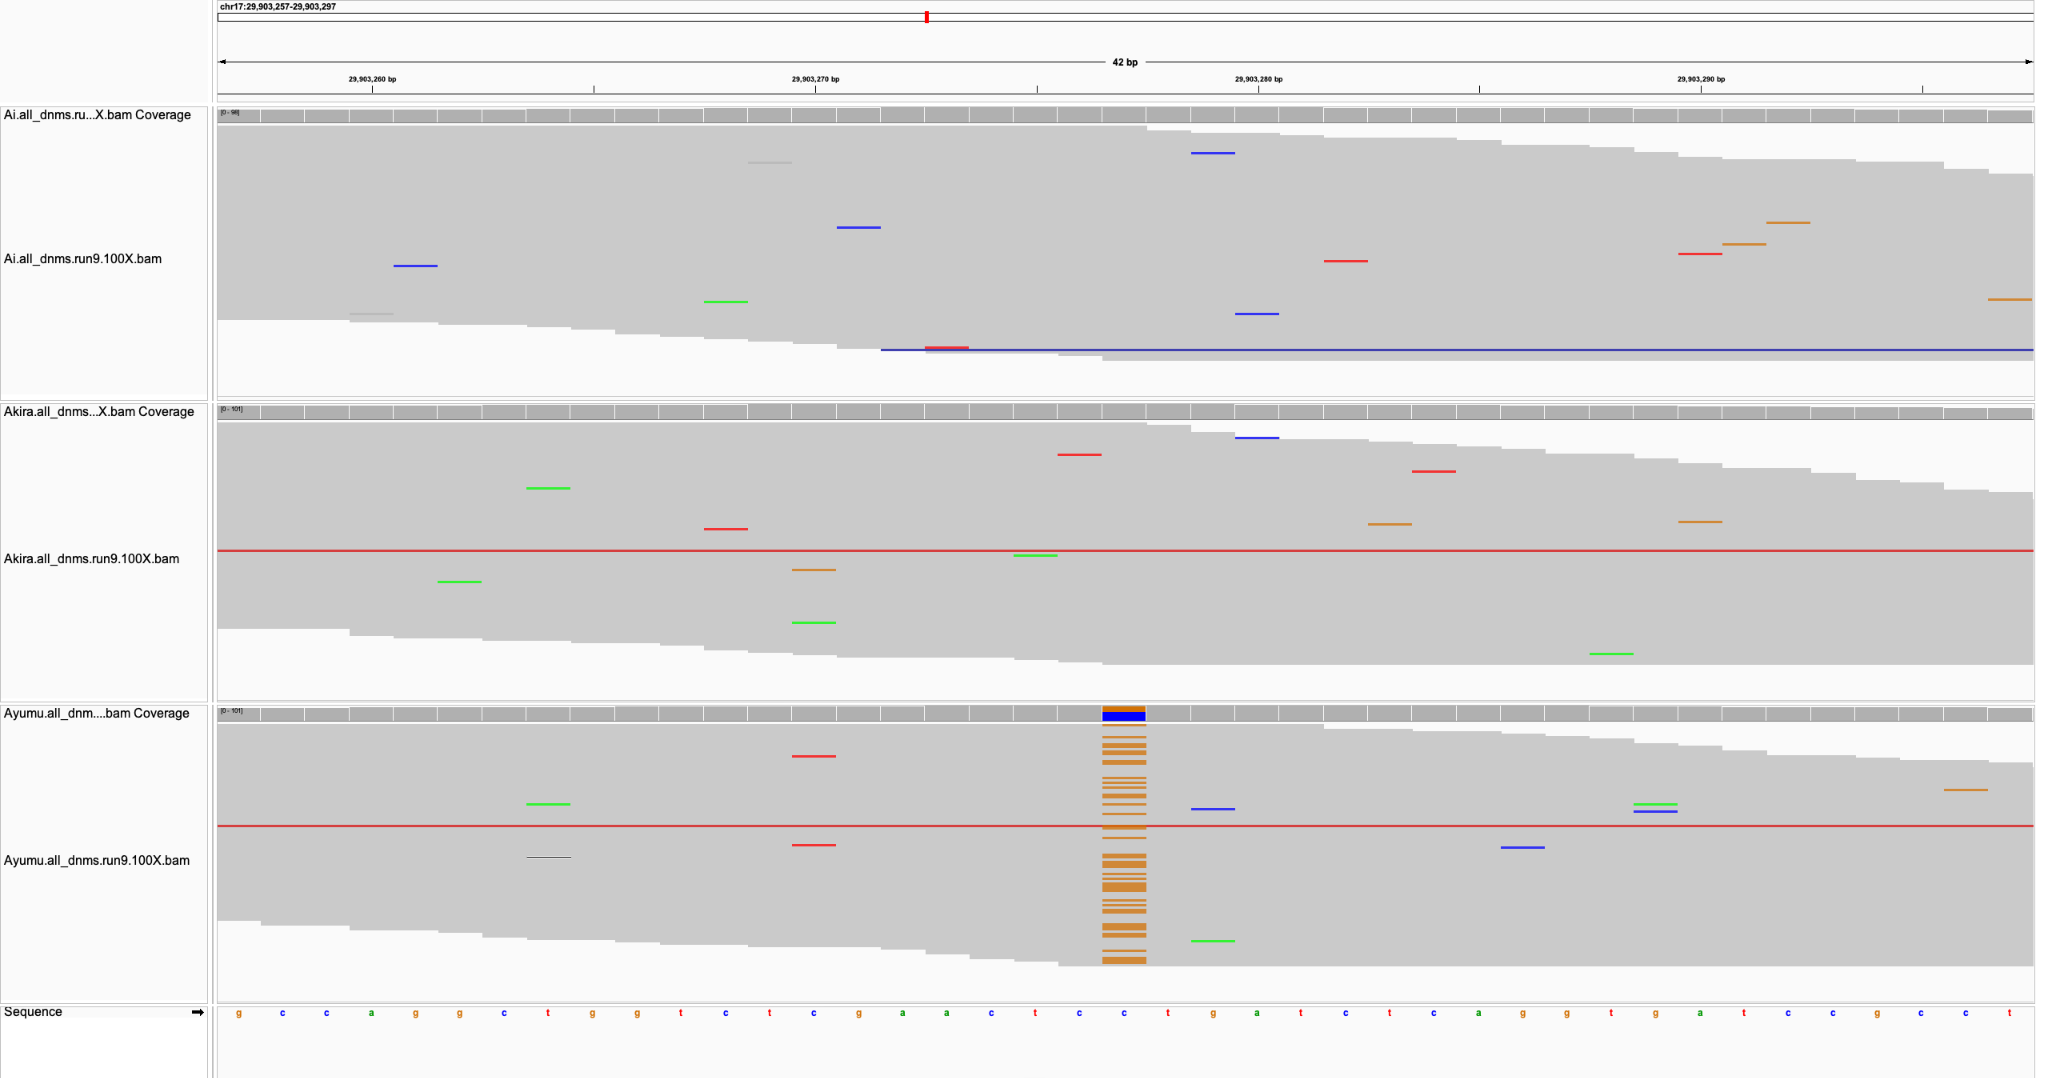 chr17:29,903,257-29,903,297
42 bp
29,903,260 bp 29,903,270 bp 29,903,280 bp 29,903,290 bp
Ai.all_dnms.ru...X.bam Coverage
[0 - 98]
Ai.all_dnms.run9.100X.bam
Akira.all_dnms...X.bam Coverage
[0 - 101]
Akira.all_dnms.run9.100X.bam
Ayumu.all_dnm....bam Coverage
[0 - 101]
Ayumu.all_dnms.run9.100X.bam
Sequence
g c c a g g c t g g t c t c g a a c t c c t g a t c t c a g g t g a t c c g c c t